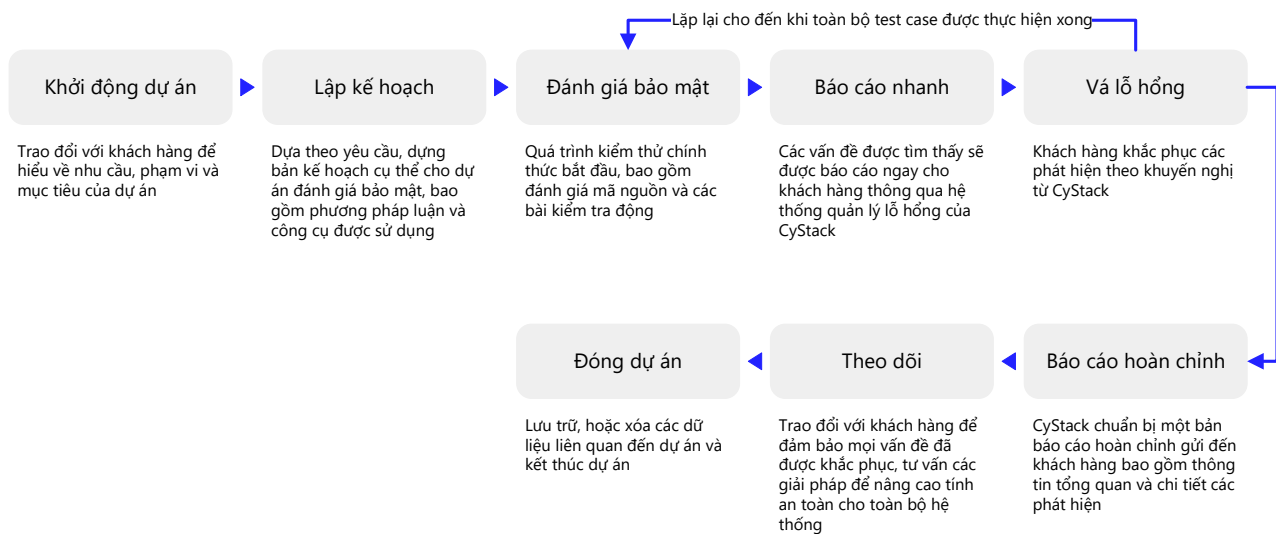 Lặp lại cho đến khi toàn bộ test case được thực hiện xong
Khởi động dự án
Trao đổi với khách hàng để
hiểu về nhu cầu, phạm vi và
mục tiêu của dự án
Lập kế hoạch
Dựa theo yêu cầu, dựng
bản kế hoạch cụ thể cho dự
án đánh giá bảo mật, bao
gồm phương pháp luận và
công cụ được sử dụng
Đánh giá bảo mật
Quá trình kiểm thử chính
thức bắt đầu, bao gồm
đánh giá mã nguồn và các
bài kiểm tra động
Báo cáo nhanh
Các vấn đề được tìm thấy sẽ
được báo cáo ngay cho
khách hàng thông qua hệ
thống quản lý lỗ hổng của
CyStack
Vá lỗ hổng
Khách hàng khắc phục các
phát hiện theo khuyến nghị
từ CyStack
Báo cáo hoàn chỉnh
CyStack chuẩn bị một bản
báo cáo hoàn chỉnh gửi đến
khách hàng bao gồm thông
tin tổng quan và chi tiết các
phát hiện
Theo dõi
Trao đổi với khách hàng để
đảm bảo mọi vấn đề đã
được khắc phục, tư vấn các
giải pháp để nâng cao tính
an toàn cho toàn bộ hệ
thống
Đóng dự án
Lưu trữ, hoặc xóa các dữ
liệu liên quan đến dự án và
kết thúc dự án